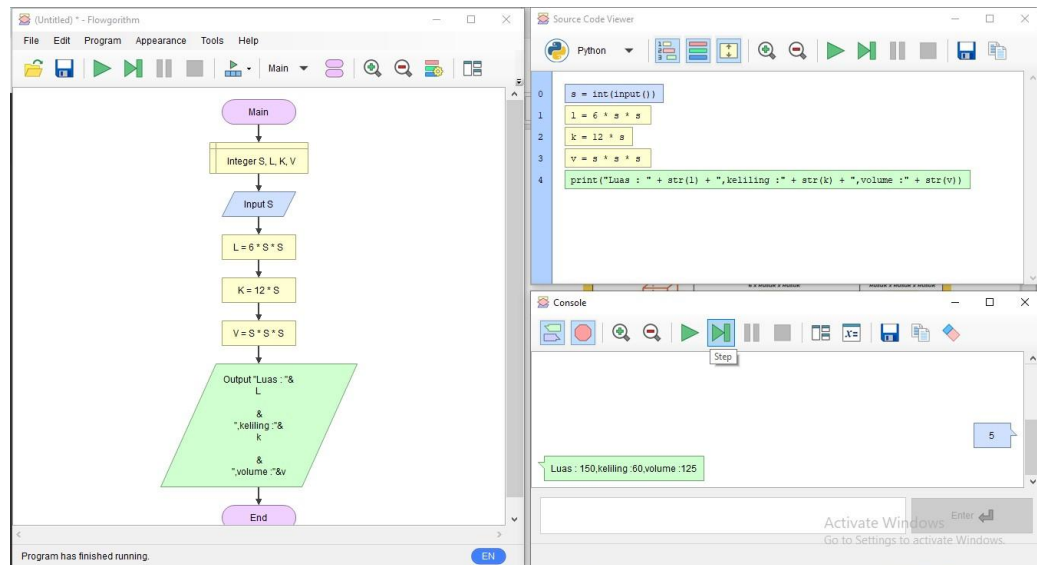 (Untitled) * - Flowgorithm
File Edit Program Appearance Tools Help
Main
Main
Integer S, L, K, V
Input S
L = 6 * S * S
K = 12 * S
V = S * S * S
Output "Luas : "&
L
&
",keliling :"&
k
&
",volume :"&v
End
Program has finished running.
EN
Source Code Viewer
Python
0 s = int(input())
1 l = 6 * s * s
2 k = 12 * s
3 v = s * s * s
4 print("Luas : " + str(l) + ",keliling :" + str(k) + ",volume :" + str(v))
Console
Step
5
Luas : 150,keliling :60,volume :125
Enter
Activate Windows
Go to Settings to activate Windows.